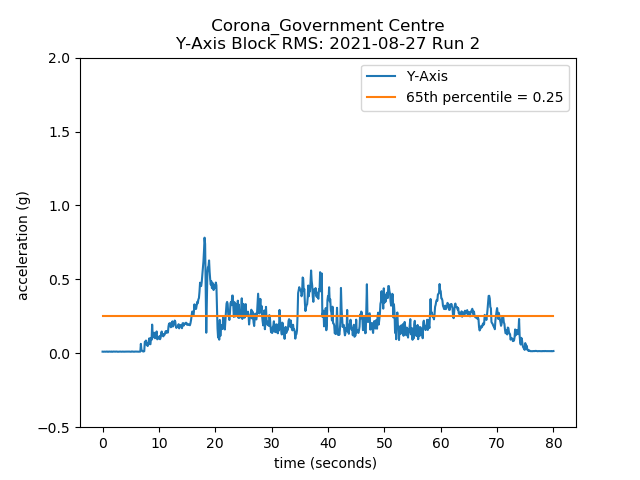 Corona_Government Centre
Y-Axis Block RMS: 2021-08-27 Run 2
2.0
1.5
1.0
0.5
0.0
−0.5
acceleration (g)
Y-Axis
65th percentile = 0.25
0 10 20 30 40 50 60 70 80
time (seconds)